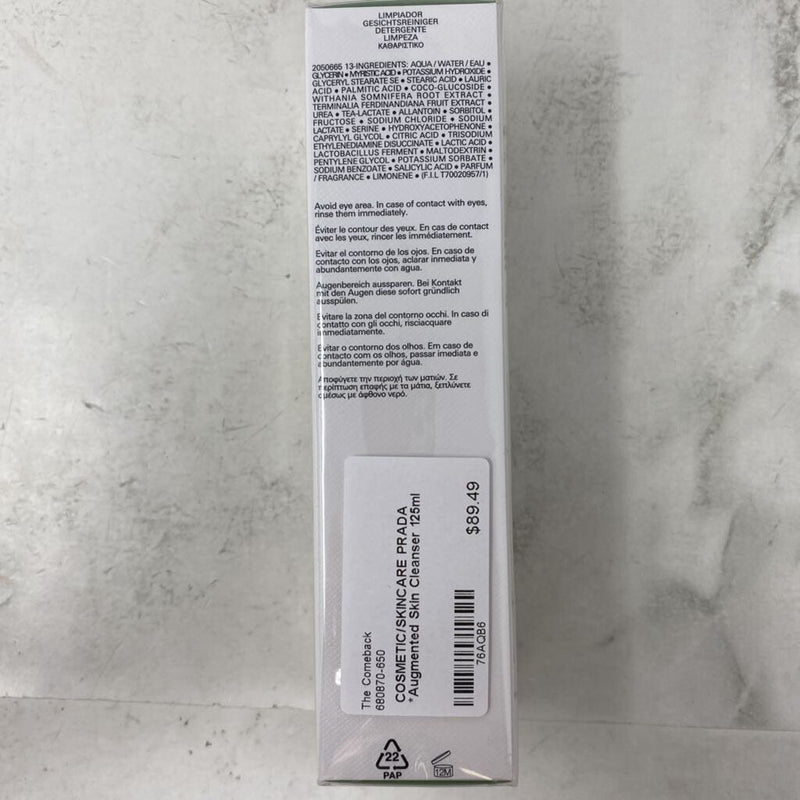 LIMPIADOR
GESICHTSREINIGER
DETERGENTE
LIMPEZA
ΚΑΘΑΡΙΣΤΙΚΟ
2050665 13-INGREDIENTS: AQUA / WATER / EAU •
GLYCERIN • MYRISTIC ACID • POTASSIUM HYDROXIDE •
GLYCERYL STEARATE SE • STEARIC ACID • LAURIC
ACID • PALMITIC ACID • COCO-GLUCOSIDE •
WITHANIA SOMNIFERA ROOT EXTRACT •
TERMINALIA FERDINANDIANA FRUIT EXTRACT •
UREA • TEA-LACTATE • ALLANTOIN • SORBITOL •
FRUCTOSE • SODIUM CHLORIDE • SODIUM
LACTATE • SERINE • HYDROXYACETOPHENONE •
CAPRYLYL GLYCOL • CITRIC ACID • TRISODIUM
ETHYLENEDIAMINE DISUCCINATE • LACTIC ACID •
LACTOBACILLUS FERMENT • MALTODEXTRIN •
PENTYLENE GLYCOL • POTASSIUM SORBATE •
SODIUM BENZOATE • SALICYLIC ACID • PARFUM
/ FRAGRANCE • LIMONENE • (F.I.L T70020957/1)
Avoid eye area. In case of contact with eyes,
rinse them immediately.
Éviter le contour des yeux. En cas de contact
avec les yeux, rincer les immédiatement.
Evitar el contorno de los ojos. En caso de
contacto con los ojos, aclarar inmediata y
abundantemente con agua.
Augenbereich aussparen. Bei Kontakt
mit den Augen diese sofort gründlich
ausspülen.
Evitare la zona del contorno occhi. In caso di
contatto con gli occhi, risciacquare
immediatamente.
Evitar o contorno dos olhos. Em caso de
contacto com os olhos, passar imediata e
abundantemente por água.
Αποφύγετε την περιοχή των ματιών. Σε
περίπτωση επαφής με τα μάτια, ξεπλύνετε
αμέσως με άφθονο νερό.
The Comeback
680870-650
COSMETIC/SKINCARE PRADA
*Augmented Skin Cleanser 125ml
$89.49
76AQB6
22
PAP
12M